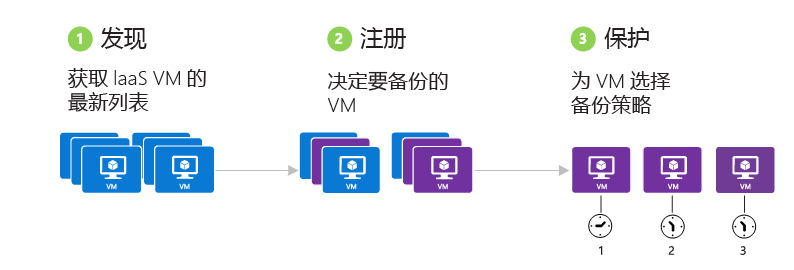 1 发现
获取 IaaS VM 的
最新列表
VM
VM
2 注册
决定要备份的
VM
VM
VM
3 保护
为 VM 选择
备份策略
VM
VM
VM
1
2
3